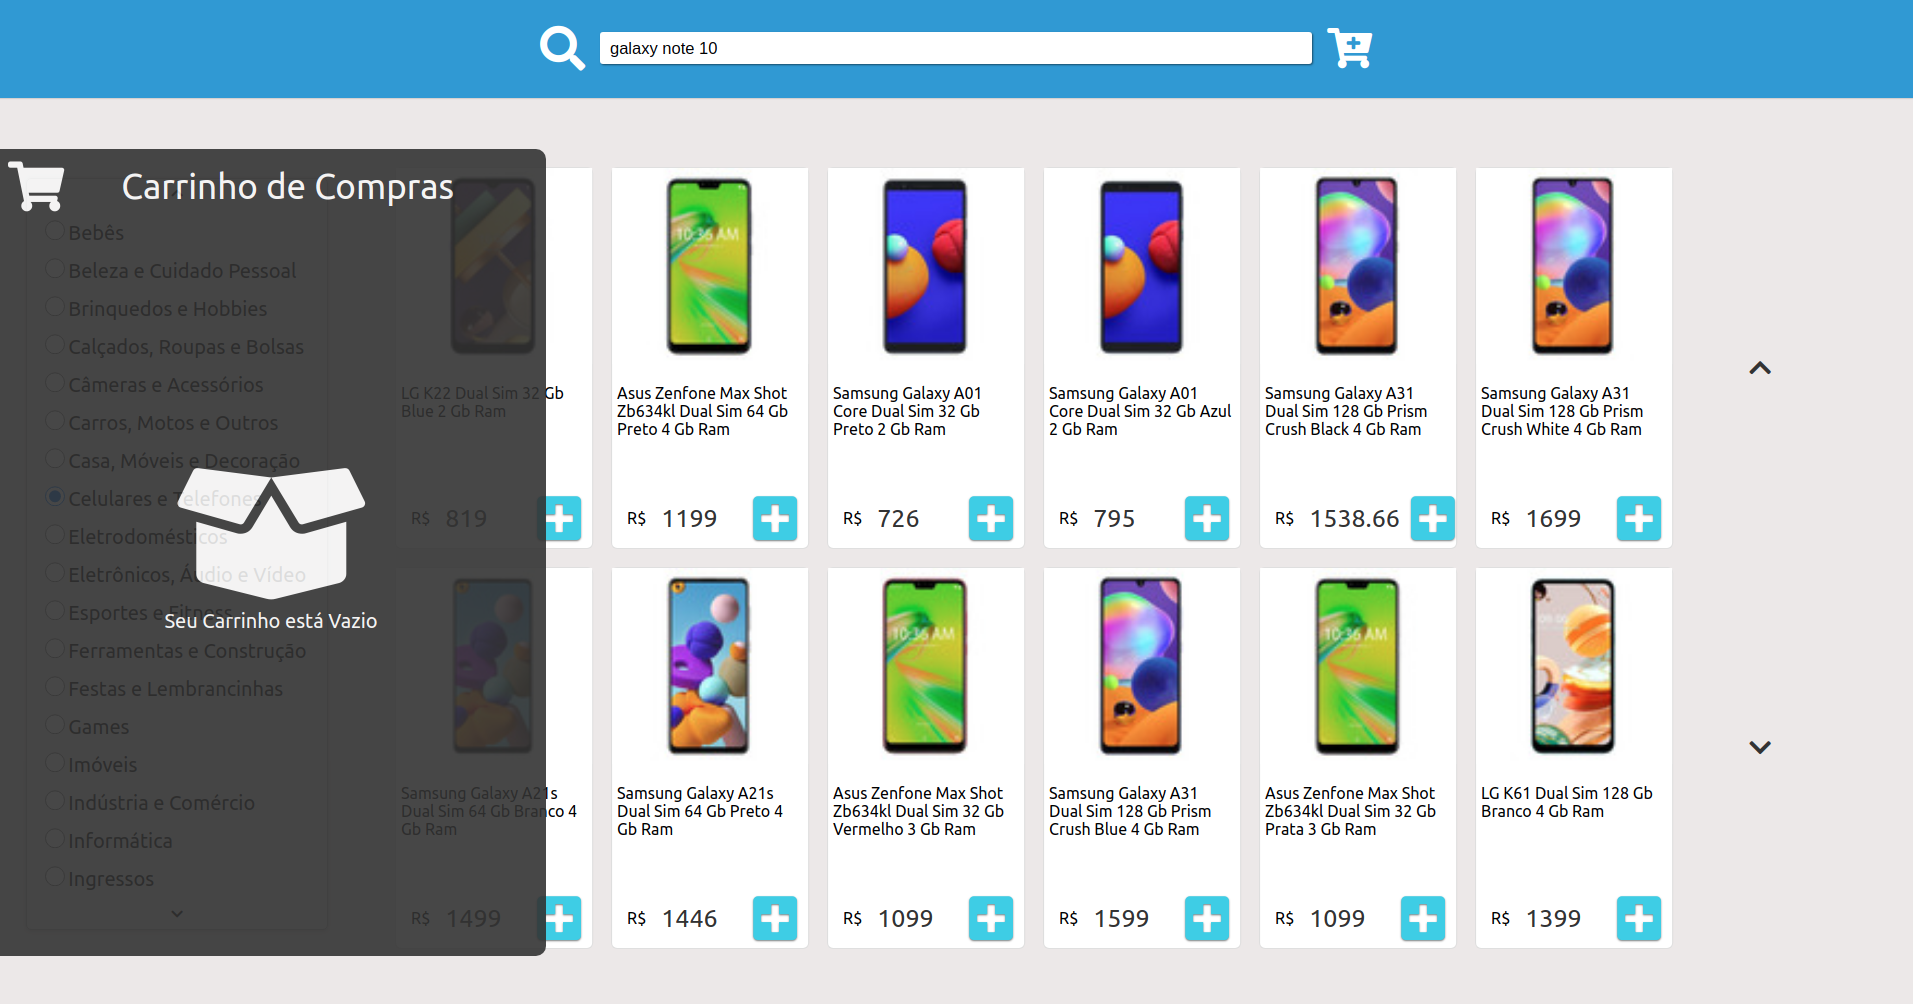 galaxy note 10
Carrinho de Compras
Bebês
Beleza e Cuidado Pessoal
Brinquedos e Hobbies
Calçados, Roupas e Bolsas
Câmeras e Acessórios
Carros, Motos e Outros
Casa, Móveis e Decoração
Celulares e Telefones
Eletrodomésticos
Eletrônicos, Áudio e Vídeo
Esportes e Fitness
Seu Carrinho está Vazio
Ferramentas e Construção
Festas e Lembrancinhas
Games
Imóveis
Indústria e Comércio
Informática
Ingressos
LG K22 Dual Sim 32 Gb
Blue 2 Gb Ram
R$ 819
10:36 AM
Asus Zenfone Max Shot
Zb634kl Dual Sim 64 Gb
Preto 4 Gb Ram
R$ 1199
Samsung Galaxy A01
Core Dual Sim 32 Gb
Preto 2 Gb Ram
R$ 726
Samsung Galaxy A01
Core Dual Sim 32 Gb Azul
2 Gb Ram
R$ 795
Samsung Galaxy A31
Dual Sim 128 Gb Prism
Crush Black 4 Gb Ram
R$ 1538.66
Samsung Galaxy A31
Dual Sim 128 Gb Prism
Crush White 4 Gb Ram
R$ 1699
Samsung Galaxy A21s
Dual Sim 64 Gb Branco 4
Gb Ram
R$ 1499
Samsung Galaxy A21s
Dual Sim 64 Gb Preto 4
Gb Ram
R$ 1446
10:36 AM
Asus Zenfone Max Shot
Zb634kl Dual Sim 32 Gb
Vermelho 3 Gb Ram
R$ 1099
Samsung Galaxy A31
Dual Sim 128 Gb Prism
Crush Blue 4 Gb Ram
R$ 1599
10:36 AM
Asus Zenfone Max Shot
Zb634kl Dual Sim 32 Gb
Prata 3 Gb Ram
R$ 1099
LG K61 Dual Sim 128 Gb
Branco 4 Gb Ram
R$ 1399